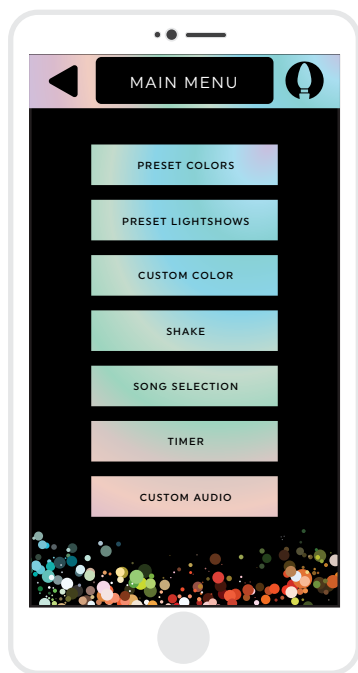 MAIN MENU
PRESET COLORS
PRESET LIGHTSHOWS
CUSTOM COLOR
SHAKE
SONG SELECTION
TIMER
CUSTOM AUDIO